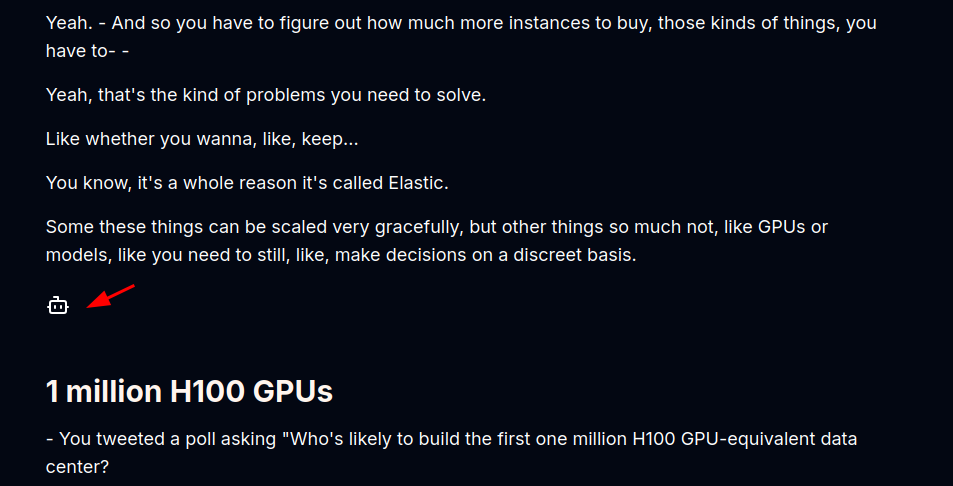 Yeah. - And so you have to figure out how much more instances to buy, those kinds of things, you
have to- -
Yeah, that's the kind of problems you need to solve.
Like whether you wanna, like, keep...
You know, it's a whole reason it's called Elastic.
Some these things can be scaled very gracefully, but other things so much not, like GPUs or
models, like you need to still, like, make decisions on a discreet basis.
1 million H100 GPUs
- You tweeted a poll asking "Who's likely to build the first one million H100 GPU-equivalent data
center?